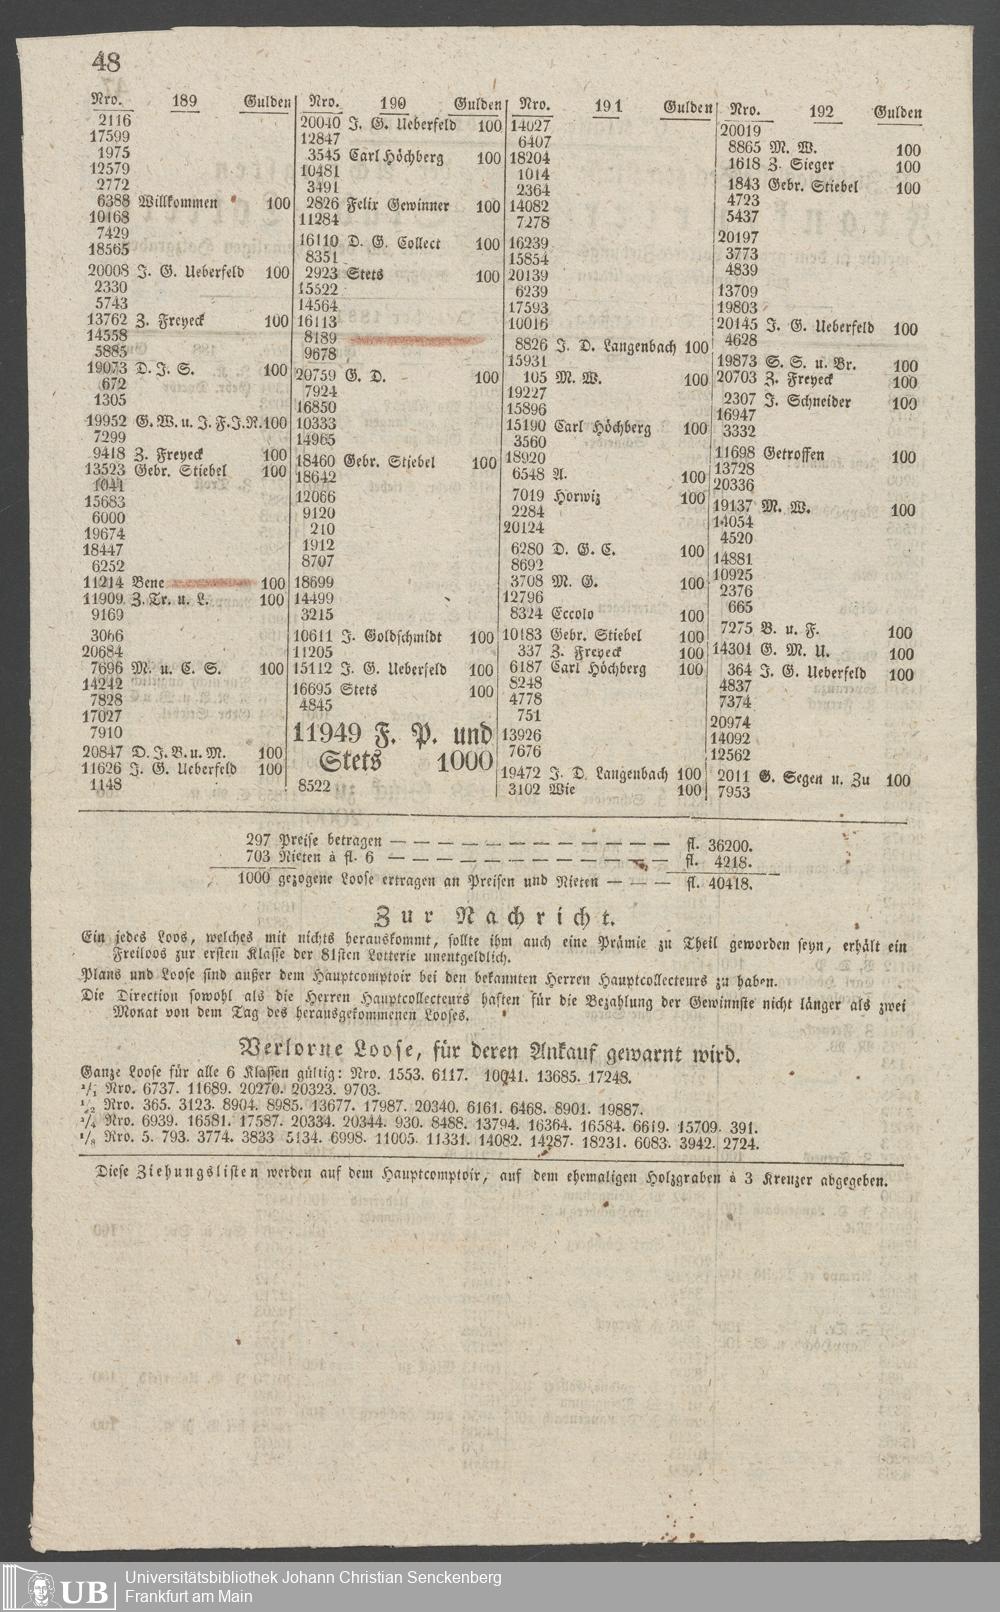 48
Nro. 189 Gulden
2116
17599
1975
12579
2772
6388 Willkommen 100
10168
7429
18565
20008 J. G. Ueberfeld 100
2330
5743
13762 Z. Freyeck 100
14558
5885
19073 D. J. S. 100
672
1305
19952 G. W. u. J. F. J. R. 100
7299
9418 Z. Freyeck 100
13523 Gebr. Stiebel 100
1041
15683
6000
19674
18447
6252
11214 Bene 100
11909 Z. Tr. u. L. 100
9169
3066
20684
7696 M. u. C. S. 100
14242
7828
17027
7910
20847 D. J. B. u. M. 100
11626 J. G. Ueberfeld 100
1148
Nro. 190 Gulden
20040 J. G. Ueberfeld 100
12847
3545 Carl Höchberg 100
10481
3491
2826 Felix Gewinner 100
11284
16110 D. G. Collect 100
8351
2923 Stets 100
15522
14564
16113
8189
9678
20759 G. D. 100
7924
16850
10333
14965
18460 Gebr. Stiebel 100
18642
12066
9120
210
1912
8707
18699
14499
3215
10611 J. Goldschmidt 100
11205
15112 J. G. Ueberfeld 100
16695 Stets 100
4845
11949 F. P. und
Stets 1000
8522
Nro. 191 Gulden
14027
6407
18204
1014
2364
14082
7278
16239
15854
20139
6239
17593
10016
8826 J. D. Langenbach 100
15931
105 M. W. 100
19227
15896
15190 Carl Höchberg 100
3560
18920
6548 A. 100
7019 Horwiz 100
2284
20124
6280 D. G. C. 100
8692
3708 M. G. 100
12796
8324 Eccolo 100
10183 Gebr. Stiebel 100
337 Z. Freyeck 100
6187 Carl Höchberg 100
8248
4778
751
13926
7676
19472 J. D. Langenbach 100
3102 Wie 100
Nro. 192 Gulden
20019
8865 M. W. 100
1618 Z. Sieger 100
1843 Gebr. Stiebel 100
4723
5437
20197
3773
4839
13709
19803
20145 J. G. Ueberfeld 100
4628
19873 S. S. u. Br. 100
20703 Z. Freyeck 100
2307 J. Schneider 100
16947
3332
11698 Getroffen 100
13728
20336
19137 M. W. 100
14054
4520
14881
10925
2376
665
7275 B. u. F. 100
14301 G. M. U. 100
364 J. G. Ueberfeld 100
4837
7374
20974
14092
12562
2011 G. Segen u. Zu 100
7953
297 Preise betragen — — — — — — — — — — — — fl. 36200.
703 Nieten à fl. 6 — — — — — — — — — — — — fl. 4218.
1000 gezogene Loose ertragen an Preisen und Nieten — — — fl. 40418.
Zur Nachricht.
Ein jedes Loos, welches mit nichts herauskommt, sollte ihm auch eine Prämie zu Theil geworden seyn, erhält ein
Freiloos zur ersten Klasse der 81sten Lotterie unentgeldlich.
Plans und Loose sind außer dem Hauptcomptoir bei den bekannten Herren Hauptcollecteurs zu haben.
Die Direction sowohl als die Herren Hauptcollecteurs haften für die Bezahlung der Gewinnste nicht länger als zwei
Monat von dem Tag des herausgekommenen Looses.
Verlorne Loose, für deren Ankauf gewarnt wird.
Ganze Loose für alle 6 Klassen gültig: Nro. 1553. 6117. 10041. 13685. 17248.
1/1 Nro. 6737. 11689. 20270. 20323. 9703.
1/2 Nro. 365. 3123. 8904. 8985. 13677. 17987. 20340. 6161. 6468. 8901. 19887.
1/4 Nro. 6939. 16581. 17587. 20334. 20344. 930. 8488. 13794. 16364. 16584. 6619. 15709. 391.
1/8 Nro. 5. 793. 3774. 3833 5134. 6998. 11005. 11331. 14082. 14287. 18231. 6083. 3942. 2724.
Diese Ziehungslisten werden auf dem Hauptcomptoir, auf dem ehemaligen Holzgraben à 3 Kreuzer abgegeben.
UB Universitätsbibliothek Johann Christian Senckenberg
Frankfurt am Main